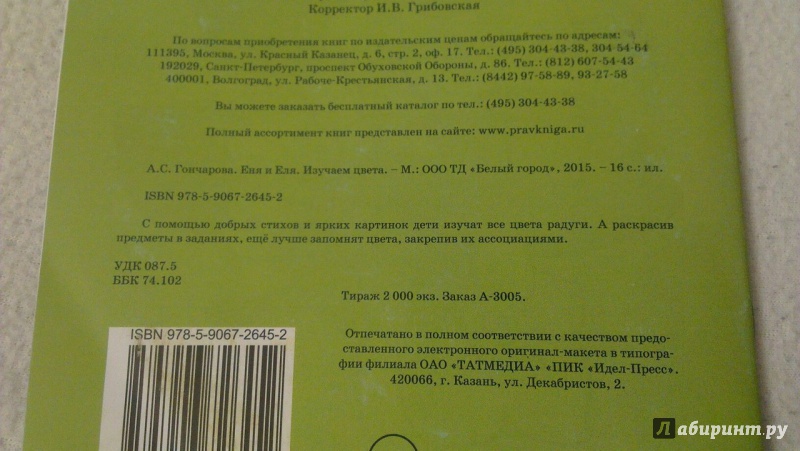 Корректор И.В. Грибовская
По вопросам приобретения книг по издательским ценам обращайтесь по адресам:
111395, Москва, ул. Красный Казанец, д. 6, стр. 2, оф. 17. Тел.: (495) 304-43-38, 304-54-64
192029, Санкт-Петербург, проспект Обуховской Обороны, д. 86. Тел.: (812) 607-54-43
400001, Волгоград, ул. Рабоче-Крестьянская, д. 13. Тел.: (8442) 97-58-89, 93-27-58
Вы можете заказать бесплатный каталог по тел.: (495) 304-43-38
Полный ассортимент книг представлен на сайте: www.pravkniga.ru
А.С. Гончарова. Еня и Еля. Изучаем цвета. – М.: ООО ТД «Белый город», 2015. – 16 с.: ил.
ISBN 978-5-9067-2645-2
С помощью добрых стихов и ярких картинок дети изучат все цвета радуги. А раскрасив
предметы в заданиях, ещё лучше запомнят цвета, закрепив их ассоциациями.
УДК 087.5
ББК 74.102
Тираж 2 000 экз. Заказ А-3005.
ISBN 978-5-9067-2645-2
Отпечатано в полном соответствии с качеством предо-
ставленного электронного оригинал-макета в типогра-
фии филиала ОАО «ТАТМЕДИА» «ПИК «Идел-Пресс».
420066, г. Казань, ул. Декабристов, 2.
Лабиринт.ру